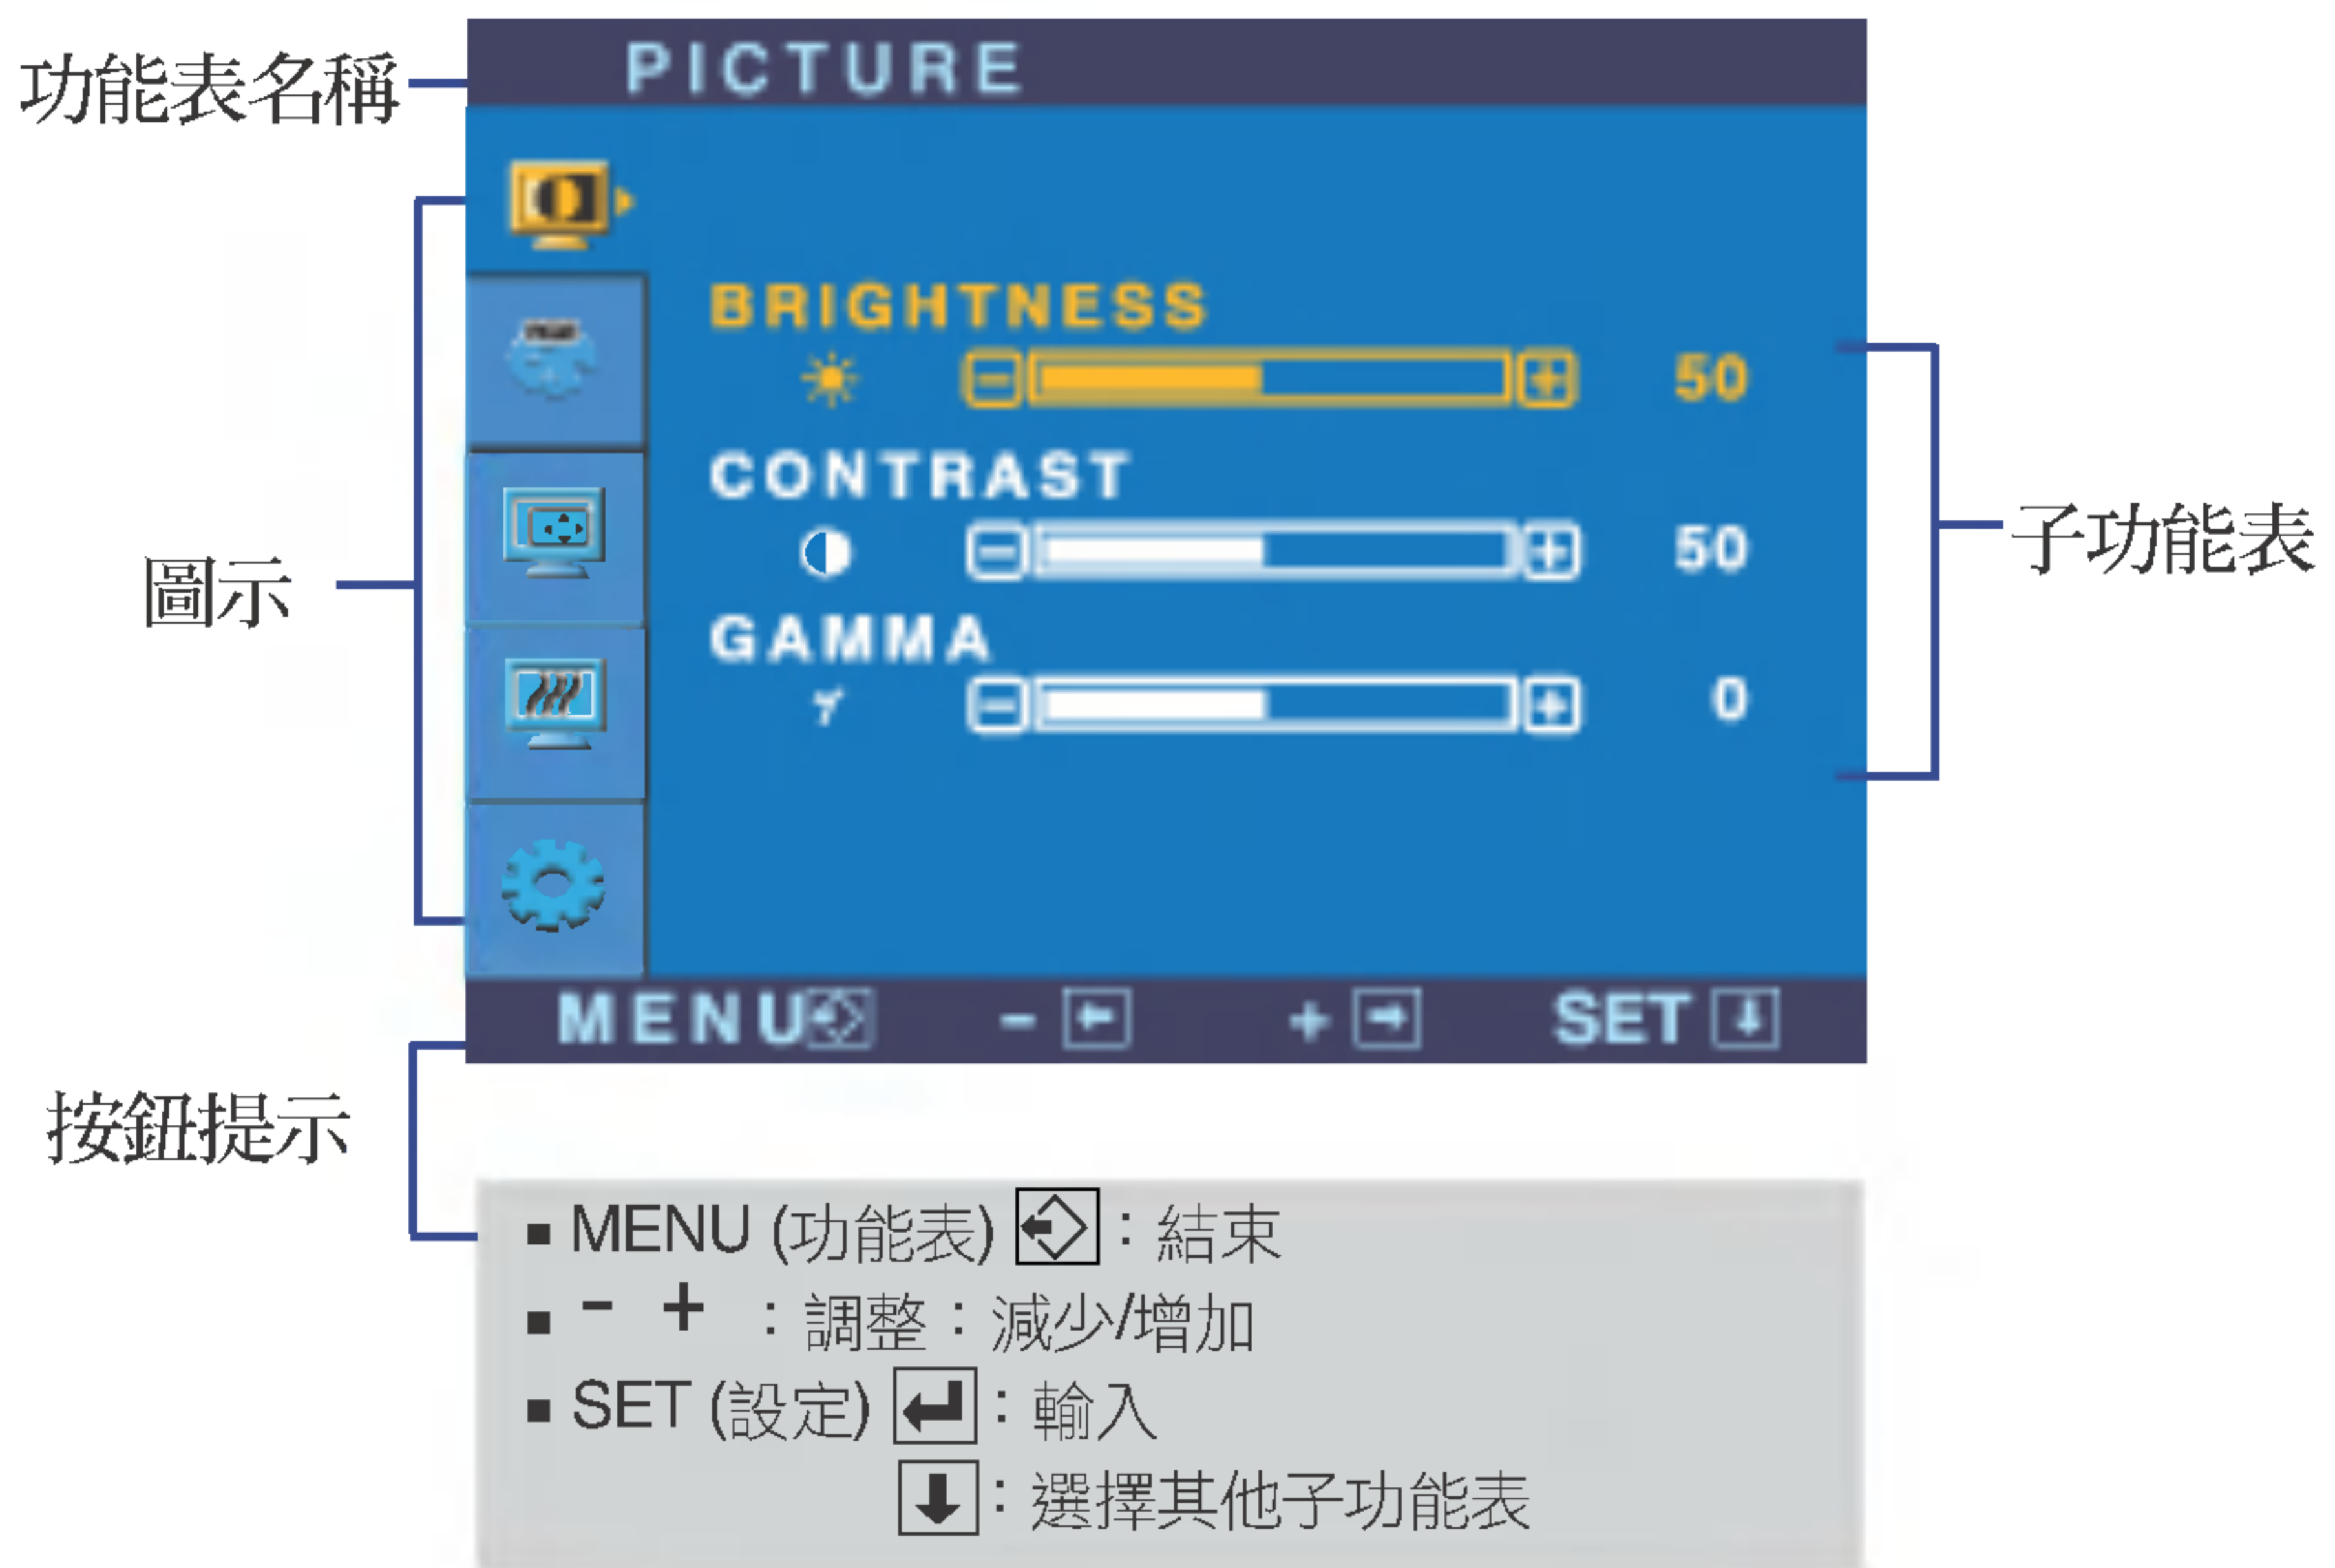 功能表名稱
PICTURE
BRIGHTNESS
50
CONTRAST
50
子功能表
圖示
GAMMA
0
MENU - + SET
按鈕提示
■ MENU (功能表) : 結束
■ - + : 調整 : 減少/增加
■ SET (設定) : 輸入
: 選擇其他子功能表